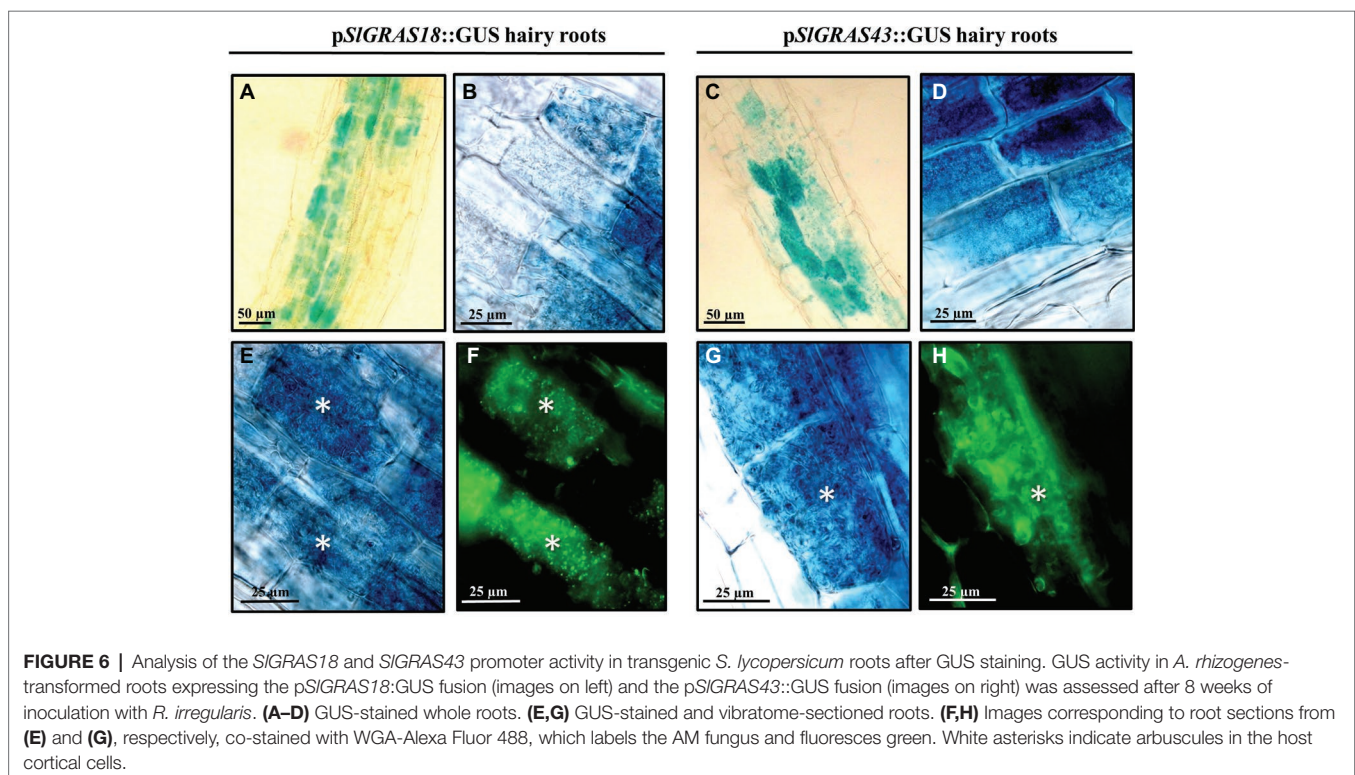 pSlGRAS18::GUS hairy roots
pSlGRAS43::GUS hairy roots
A
B
C
D
50 µm
25 µm
50 µm
25 µm
E
F
G
H
*
*
*
*
*
*
25 µm
25 µm
25 µm
25 µm
FIGURE 6 | Analysis of the SlGRAS18 and SlGRAS43 promoter activity in transgenic S. lycopersicum roots after GUS staining. GUS activity in A. rhizogenes-
transformed roots expressing the pSlGRAS18:GUS fusion (images on left) and the pSlGRAS43::GUS fusion (images on right) was assessed after 8 weeks of
inoculation with R. irregularis. (A–D) GUS-stained whole roots. (E,G) GUS-stained and vibratome-sectioned roots. (F,H) Images corresponding to root sections from
(E) and (G), respectively, co-stained with WGA-Alexa Fluor 488, which labels the AM fungus and fluoresces green. White asterisks indicate arbuscules in the host
cortical cells.